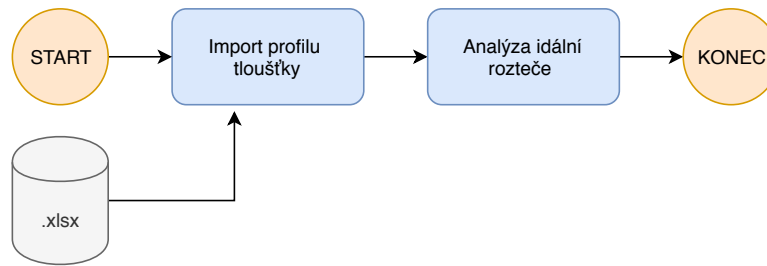 START
Import profilu
tloušťky
Analýza idální
rozteče
KONEC
.xlsx